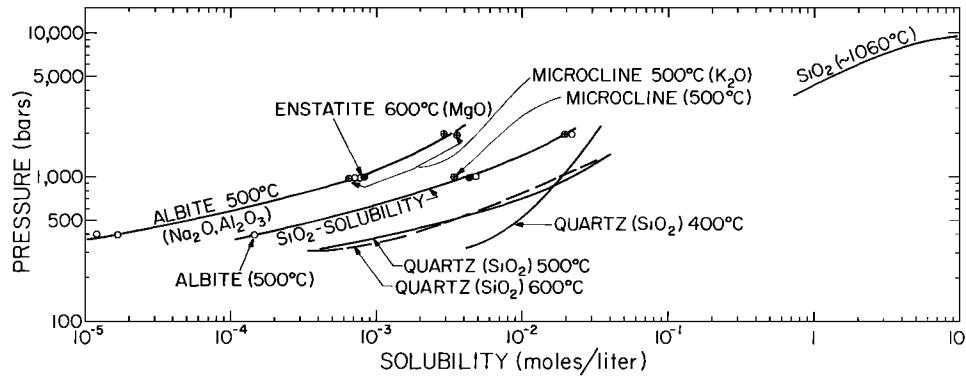 10,000
5,000
1,000
500
100
PRESSURE (bars)
SiO₂(~1060°C)
MICROCLINE 500°C(K₂O)
MICROCLINE (500°C)
ENSTATITE 600°C(MgO)
ALBITE 500°C
(Na₂O,Al₂O₃)
SiO₂-SOLUBILITY
ALBITE (500°C)
QUARTZ (SiO₂) 400°C
QUARTZ (SiO₂) 500°C
QUARTZ (SiO₂) 600°C
10⁻⁵ 10⁻⁴ 10⁻³ 10⁻² 10⁻¹ 1 10
SOLUBILITY (moles/liter)